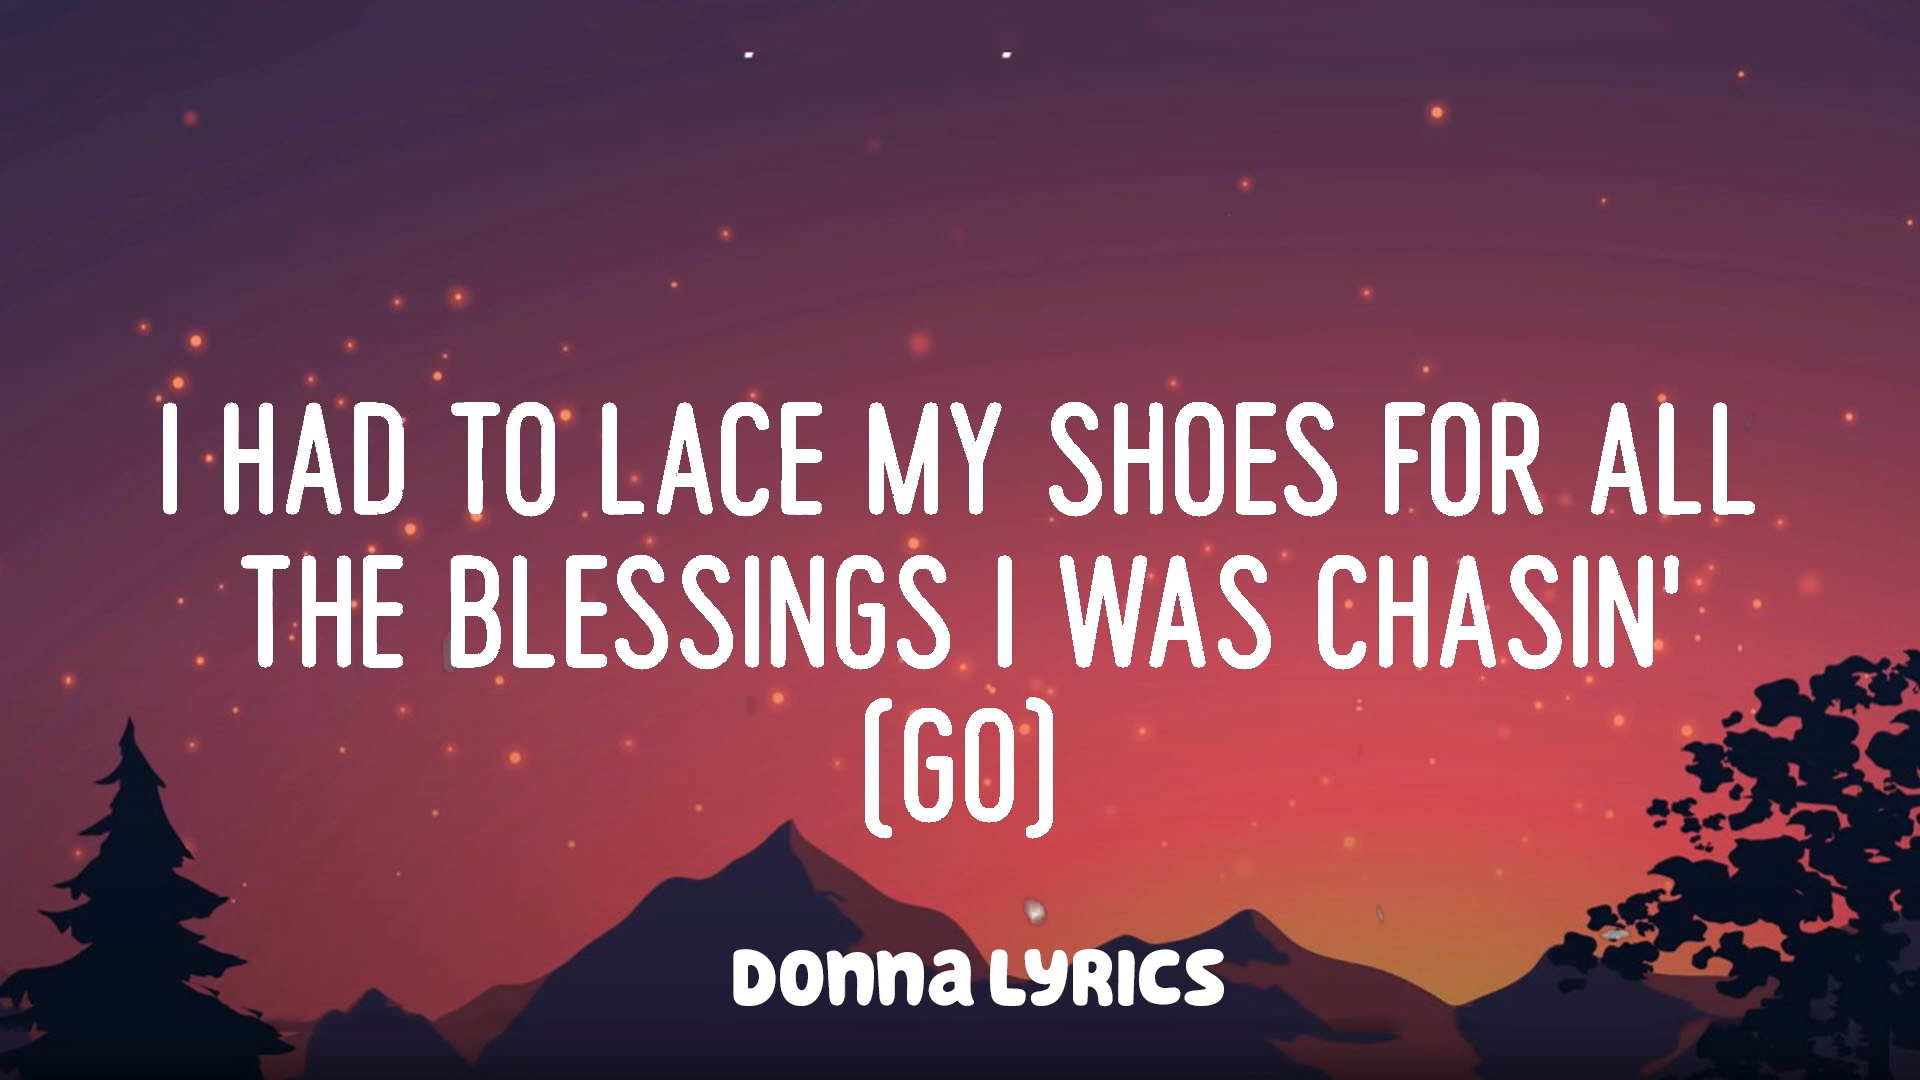 I HAD TO LACE MY SHOES FOR ALL
THE BLESSINGS I WAS CHASIN'
(GO)
DONNA LYRICS